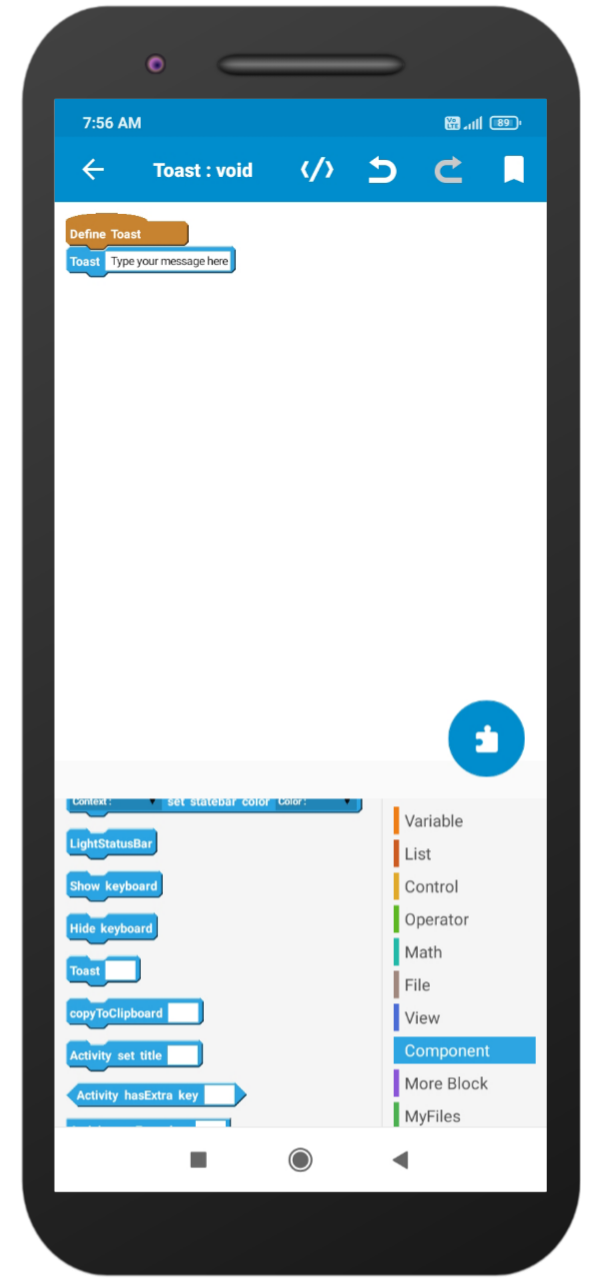 7:56 AM
Vo LTE
89
Toast : void
Define Toast
Toast Type your message here
Context : set statebar color Color :
LightStatusBar
Show keyboard
Hide keyboard
Toast
copyToClipboard
Activity set title
Activity hasExtra key
Variable
List
Control
Operator
Math
File
View
Component
More Block
MyFiles